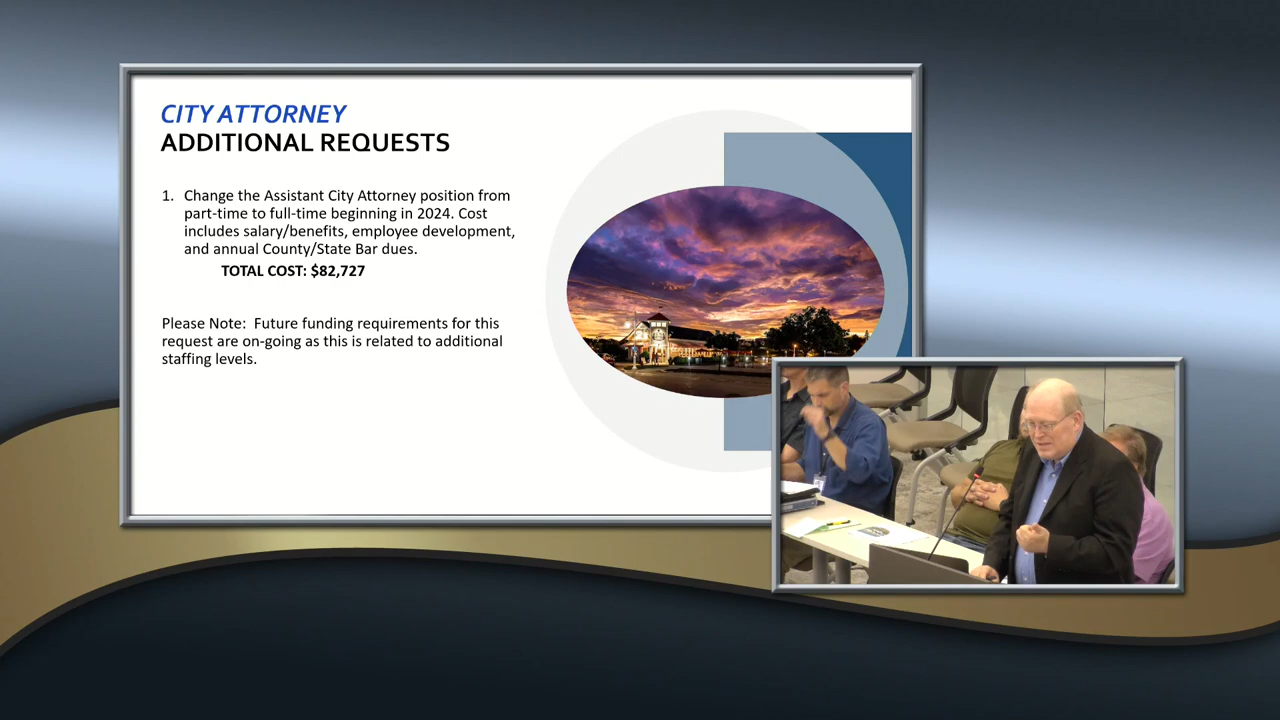 CITY ATTORNEY
ADDITIONAL REQUESTS
1. Change the Assistant City Attorney position from
part-time to full-time beginning in 2024. Cost
includes salary/benefits, employee development,
and annual County/State Bar dues.
TOTAL COST: $82,727
Please Note: Future funding requirements for this
request are on-going as this is related to additional
staffing levels.